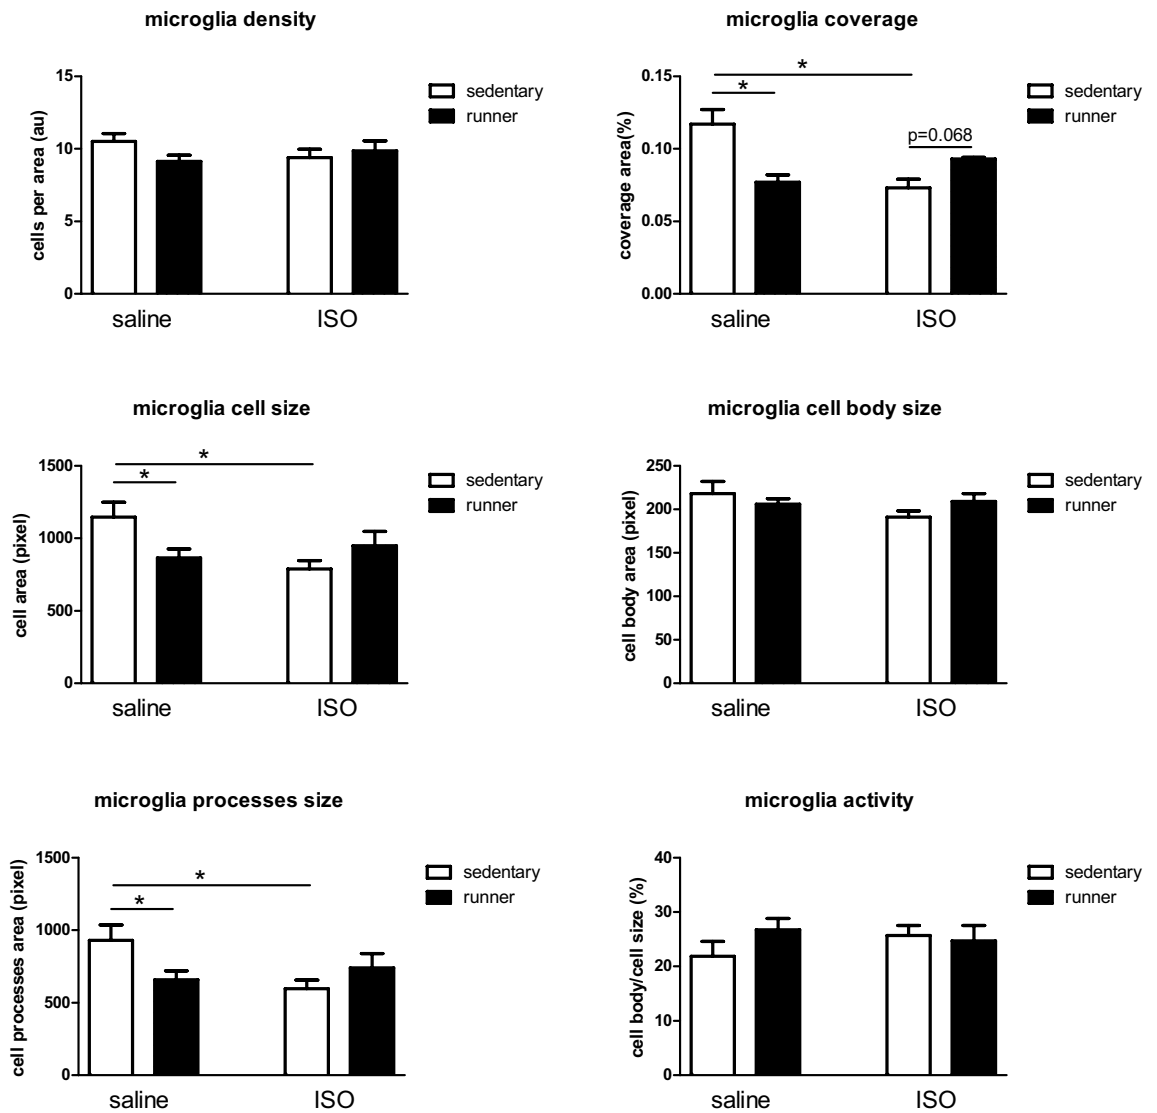 microglia density
cells per area (au)
15
10
5
0
saline
ISO
sedentary
runner
microglia coverage
coverage area(%)
0.15
0.10
0.05
0.00
*
*
p=0.068
saline
ISO
sedentary
runner
microglia cell size
cell area (pixel)
1500
1000
500
0
*
*
saline
ISO
sedentary
runner
microglia cell body size
cell body area (pixel)
250
200
150
100
50
0
saline
ISO
sedentary
runner
microglia processes size
cell processes area (pixel)
1500
1000
500
0
*
*
saline
ISO
sedentary
runner
microglia activity
cell body/cell size (%)
40
30
20
10
0
saline
ISO
sedentary
runner